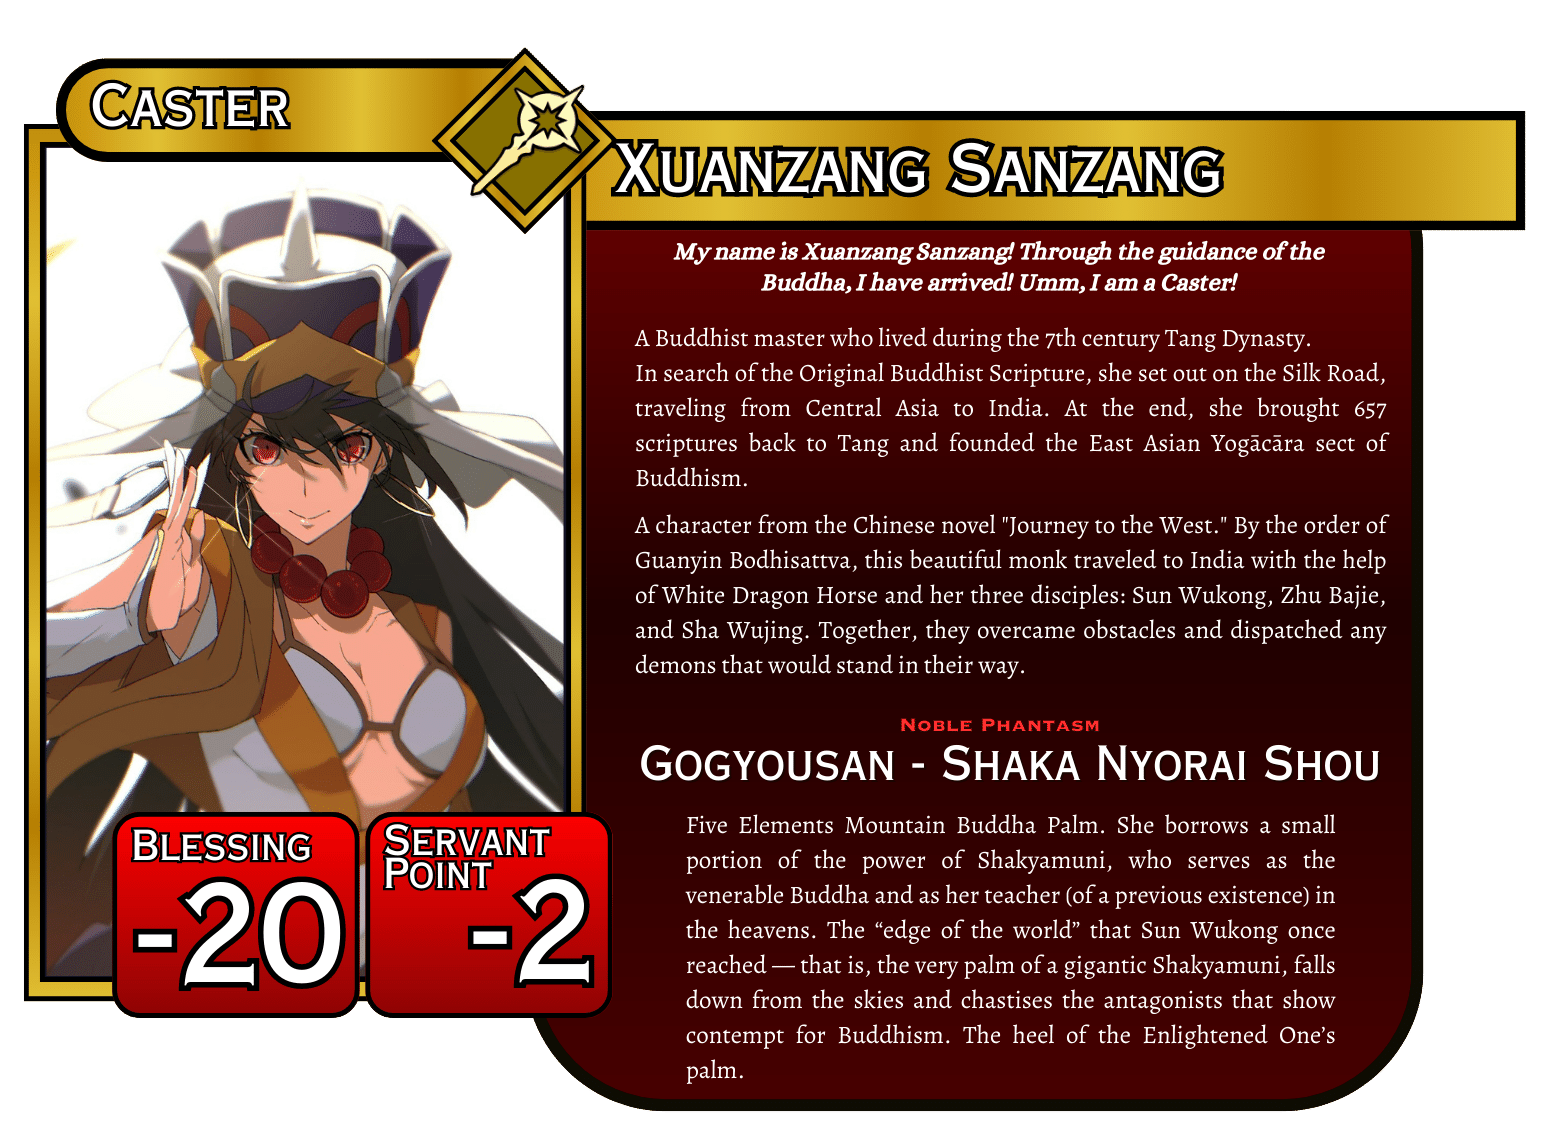 CASTER
XUANZANG SANZANG
My name is Xuanzang Sanzang! Through the guidance of the
Buddha, I have arrived! Umm, I am a Caster!
A Buddhist master who lived during the 7th century Tang Dynasty.
In search of the Original Buddhist Scripture, she set out on the Silk Road,
traveling from Central Asia to India. At the end, she brought 657
scriptures back to Tang and founded the East Asian Yogācāra sect of
Buddhism.
A character from the Chinese novel "Journey to the West." By the order of
Guanyin Bodhisattva, this beautiful monk traveled to India with the help
of White Dragon Horse and her three disciples: Sun Wukong, Zhu Bajie,
and Sha Wujing. Together, they overcame obstacles and dispatched any
demons that would stand in their way.
NOBLE PHANTASM
GOGYOUSAN - SHAKA NYORAI SHOU
Five Elements Mountain Buddha Palm. She borrows a small
portion of the power of Shakyamuni, who serves as the
venerable Buddha and as her teacher (of a previous existence) in
the heavens. The “edge of the world” that Sun Wukong once
reached — that is, the very palm of a gigantic Shakyamuni, falls
down from the skies and chastises the antagonists that show
contempt for Buddhism. The heel of the Enlightened One’s
palm.
BLESSING
-20
SERVANT
POINT
-2